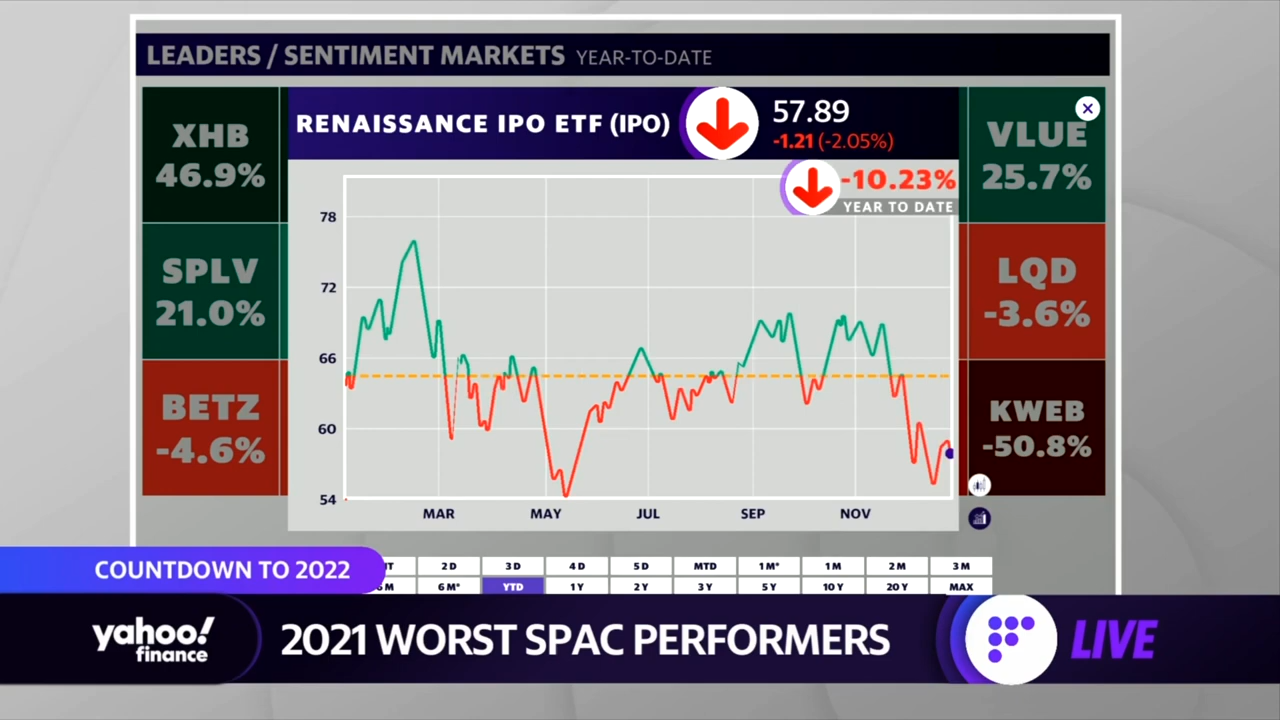 LEADERS / SENTIMENT MARKETS YEAR-TO-DATE
XHB
46.9%
SPLV
21.0%
BETZ
-4.6%
RENAISSANCE IPO ETF (IPO)
57.89
-1.21 (-2.05%)
-10.23%
YEAR TO DATE
VLUE
25.7%
LQD
-3.6%
KWEB
-50.8%
78
72
66
60
54
MAR MAY JUL SEP NOV
2 D 3 D 4 D 5 D MTD 1 M* 1 M 2 M 3 M
6 M* YTD 1 Y 2 Y 3 Y 5 Y 10 Y 20 Y MAX
COUNTDOWN TO 2022
yahoo!
finance
2021 WORST SPAC PERFORMERS
LIVE